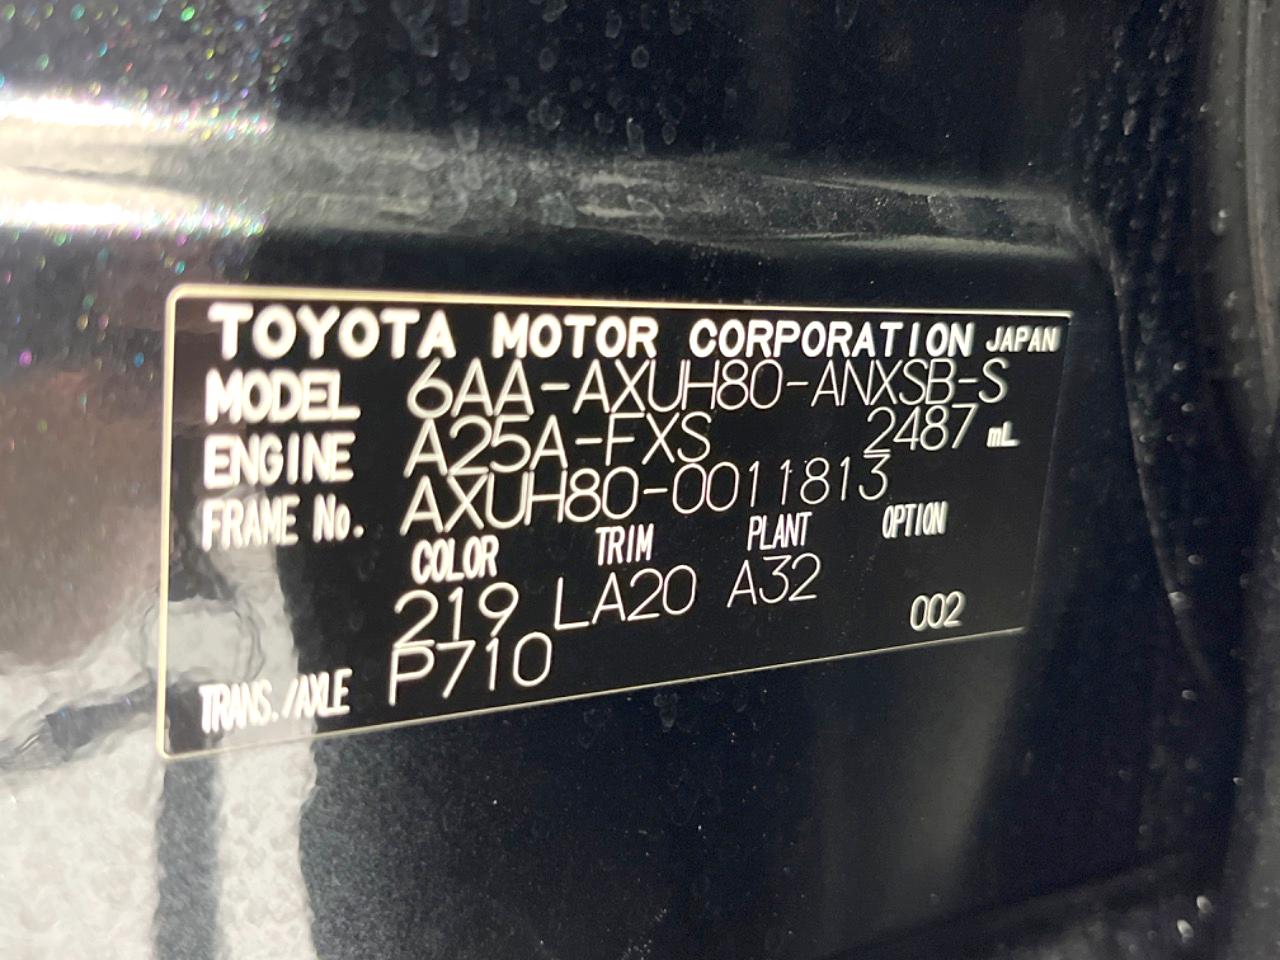 TOYOTA MOTOR CORPORATION JAPAN
MODEL 6AA-AXUH80-ANXSB-S
ENGINE A25A-FXS 2487 mL
FRAME No. AXUH80-0011813
COLOR TRIM PLANT OPTION
219 LA20 A32 002
TRANS./AXLE P710